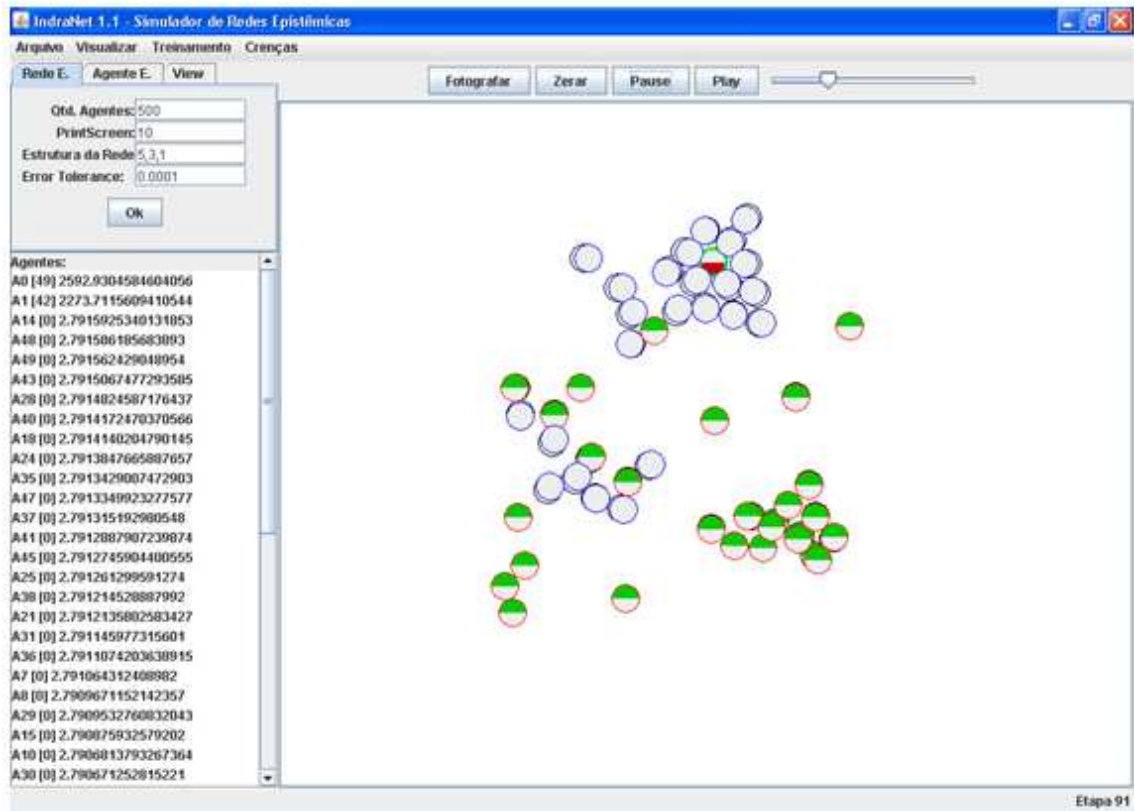 IndraNet 1.1 - Simulador de Redes Epistêmicas
Arquivo Visualizar Treinamento Crenças
Rede E. Agente E. View
Fotografar Zerar Pause Play
Qtd. Agentes: 500
PrintScreen: 10
Estrutura da Rede 5,3,1
Error Tolerance: 0.0001
Ok
Agentes:
A0 [49] 2592.9304584604056
A1 [42] 2273.7115609410544
A14 [0] 2.7915925340131853
A48 [0] 2.791586185683893
A49 [0] 2.791562429048954
A43 [0] 2.7915067477293585
A28 [0] 2.7914824587176437
A40 [0] 2.7914172470370566
A18 [0] 2.7914140204790145
A24 [0] 2.7913847665887657
A35 [0] 2.7913429007472903
A47 [0] 2.7913349923277577
A37 [0] 2.791315192980548
A41 [0] 2.7912887907239874
A45 [0] 2.7912745904400555
A25 [0] 2.791261299591274
A38 [0] 2.791214528887992
A21 [0] 2.7912135802583427
A31 [0] 2.791145977315601
A36 [0] 2.7911074203638915
A7 [0] 2.791064312408982
A8 [0] 2.7909671152142357
A29 [0] 2.7909532760832043
A15 [0] 2.790875932579202
A10 [0] 2.7906813793267364
A30 [0] 2.790671252815221
Etapa 91